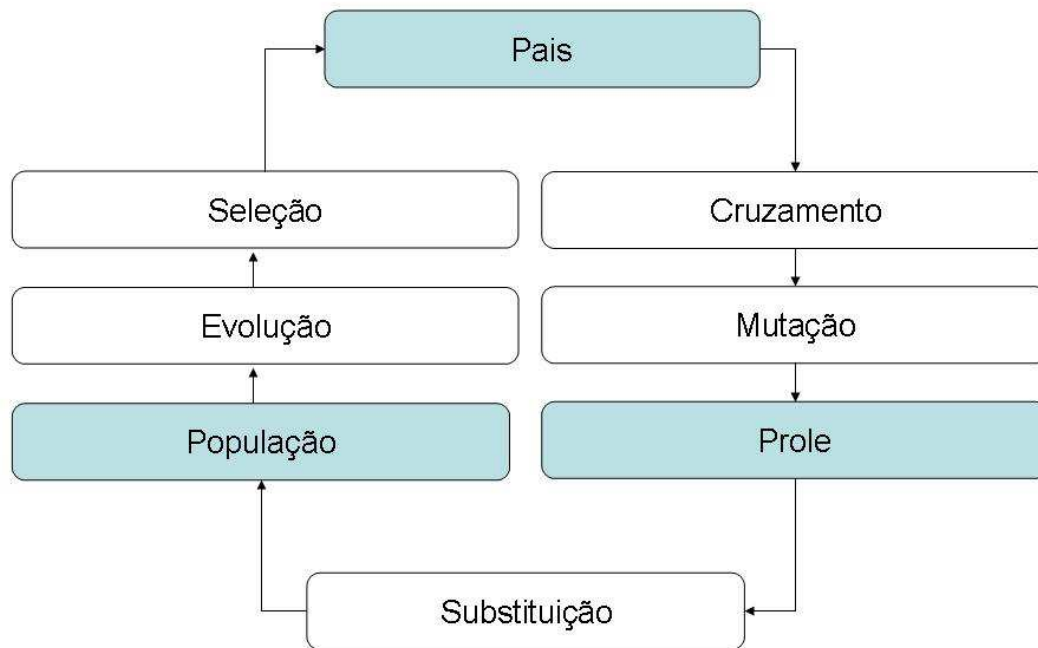 Pais
Seleção
Cruzamento
Evolução
Mutação
População
Prole
Substituição